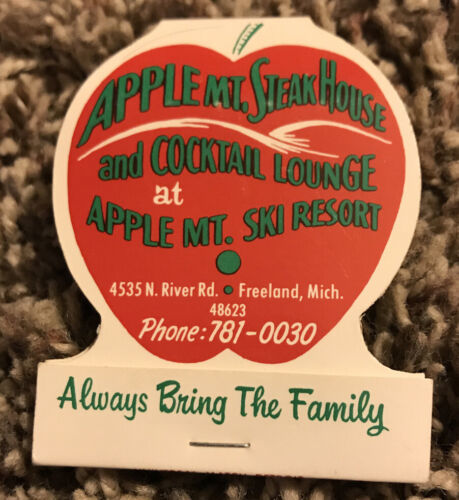 APPLE MT. STEAK HOUSE
and COCKTAIL LOUNGE
at
APPLE MT. SKI RESORT
4535 N. River Rd. • Freeland, Mich.
48623
Phone: 781-0030
Always Bring The Family